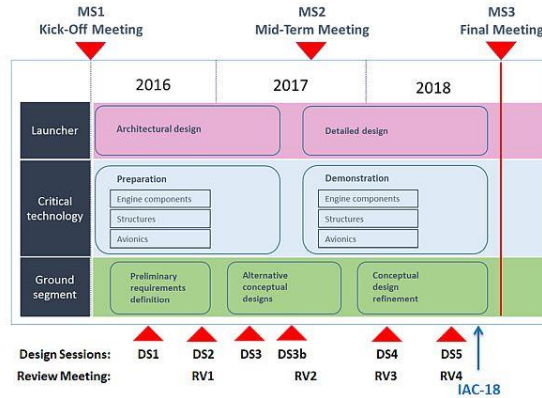 MS1 MS2 MS3
Kick-Off Meeting Mid-Term Meeting Final Meeting
2016 2017 2018
Launcher Architectural design Detailed design
Critical technology
Preparation Demonstration
Engine components Engine components
Structures Structures
Avionics Avionics
Ground segment
Preliminary requirements definition
Alternative conceptual designs
Conceptual design refinement
Design Sessions: DS1 DS2 DS3 DS3b DS4 DS5
Review Meeting: RV1 RV2 RV3 RV4
IAC-18